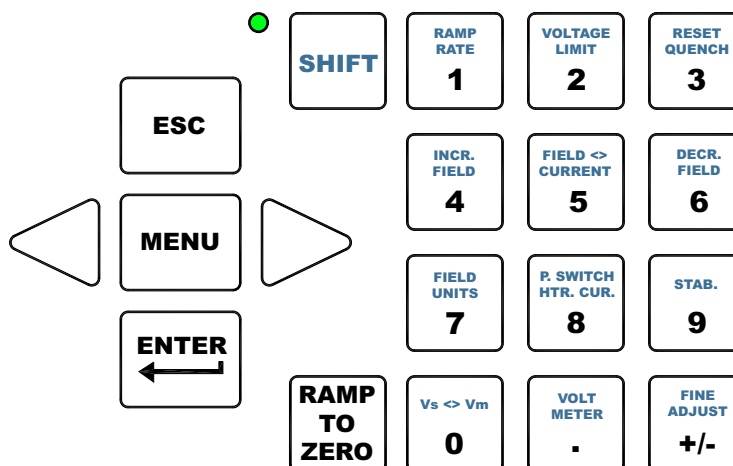 SHIFT
RAMP
RATE
1
VOLTAGE
LIMIT
2
RESET
QUENCH
3
ESC
INCR.
FIELD
4
FIELD <>
CURRENT
5
DECR.
FIELD
6
MENU
FIELD
UNITS
7
P. SWITCH
HTR. CUR.
8
STAB.
9
ENTER
RAMP
TO
ZERO
Vs <> Vm
0
VOLT
METER
.
FINE
ADJUST
+/-